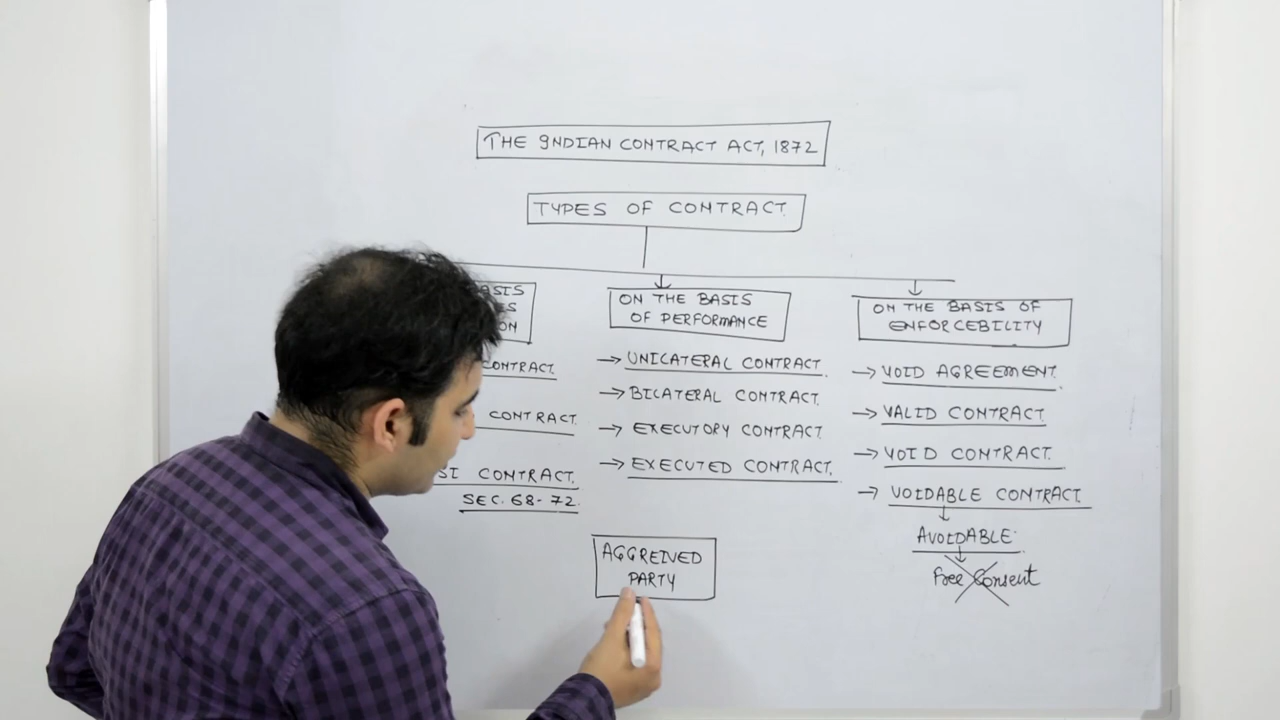 THE INDIAN CONTRACT ACT, 1872
TYPES OF CONTRACT.
ON THE BASIS
OF PERFORMANCE
ON THE BASIS OF
ENFORCEBILITY
CONTRACT.
CONTRACT.
CONTRACT.
SEC. 68-72.
→ UNILATERAL CONTRACT.
→ BILATERAL CONTRACT.
→ EXECUTORY CONTRACT.
→ EXECUTED CONTRACT.
→ VOID AGREEMENT.
→ VALID CONTRACT
→ VOID CONTRACT.
→ VOIDABLE CONTRACT.
AVOIDABLE.
Free Consent
AGGREIVED
PARTY